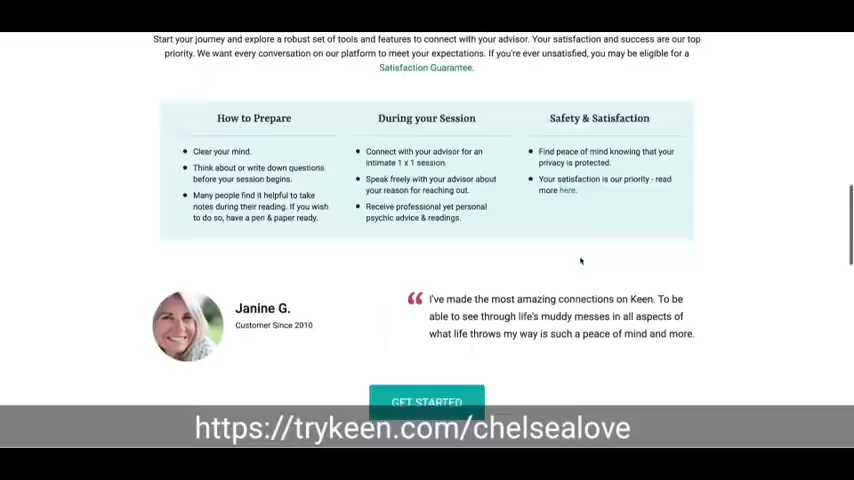 Start your journey and explore a robust set of tools and features to connect with your advisor. Your satisfaction and success are our top
priority. We want every conversation on our platform to meet your expectations. If you're ever unsatisfied, you may be eligible for a
Satisfaction Guarantee.
How to Prepare
Clear your mind.
Think about or write down questions
before your session begins.
Many people find it helpful to take
notes during their reading. If you wish
to do so, have a pen & paper ready.
During your Session
Connect with your advisor for an
intimate 1 x 1 session.
Speak freely with your advisor about
your reason for reaching out.
Receive professional yet personal
psychic advice & readings.
Safety & Satisfaction
Find peace of mind knowing that your
privacy is protected.
Your satisfaction is our priority - read
more here.
Janine G.
Customer Since 2010
“ I've made the most amazing connections on Keen. To be
able to see through life's muddy messes in all aspects of
what life throws my way is such a peace of mind and more.
GET STARTED
https://trykeen.com/chelsealove